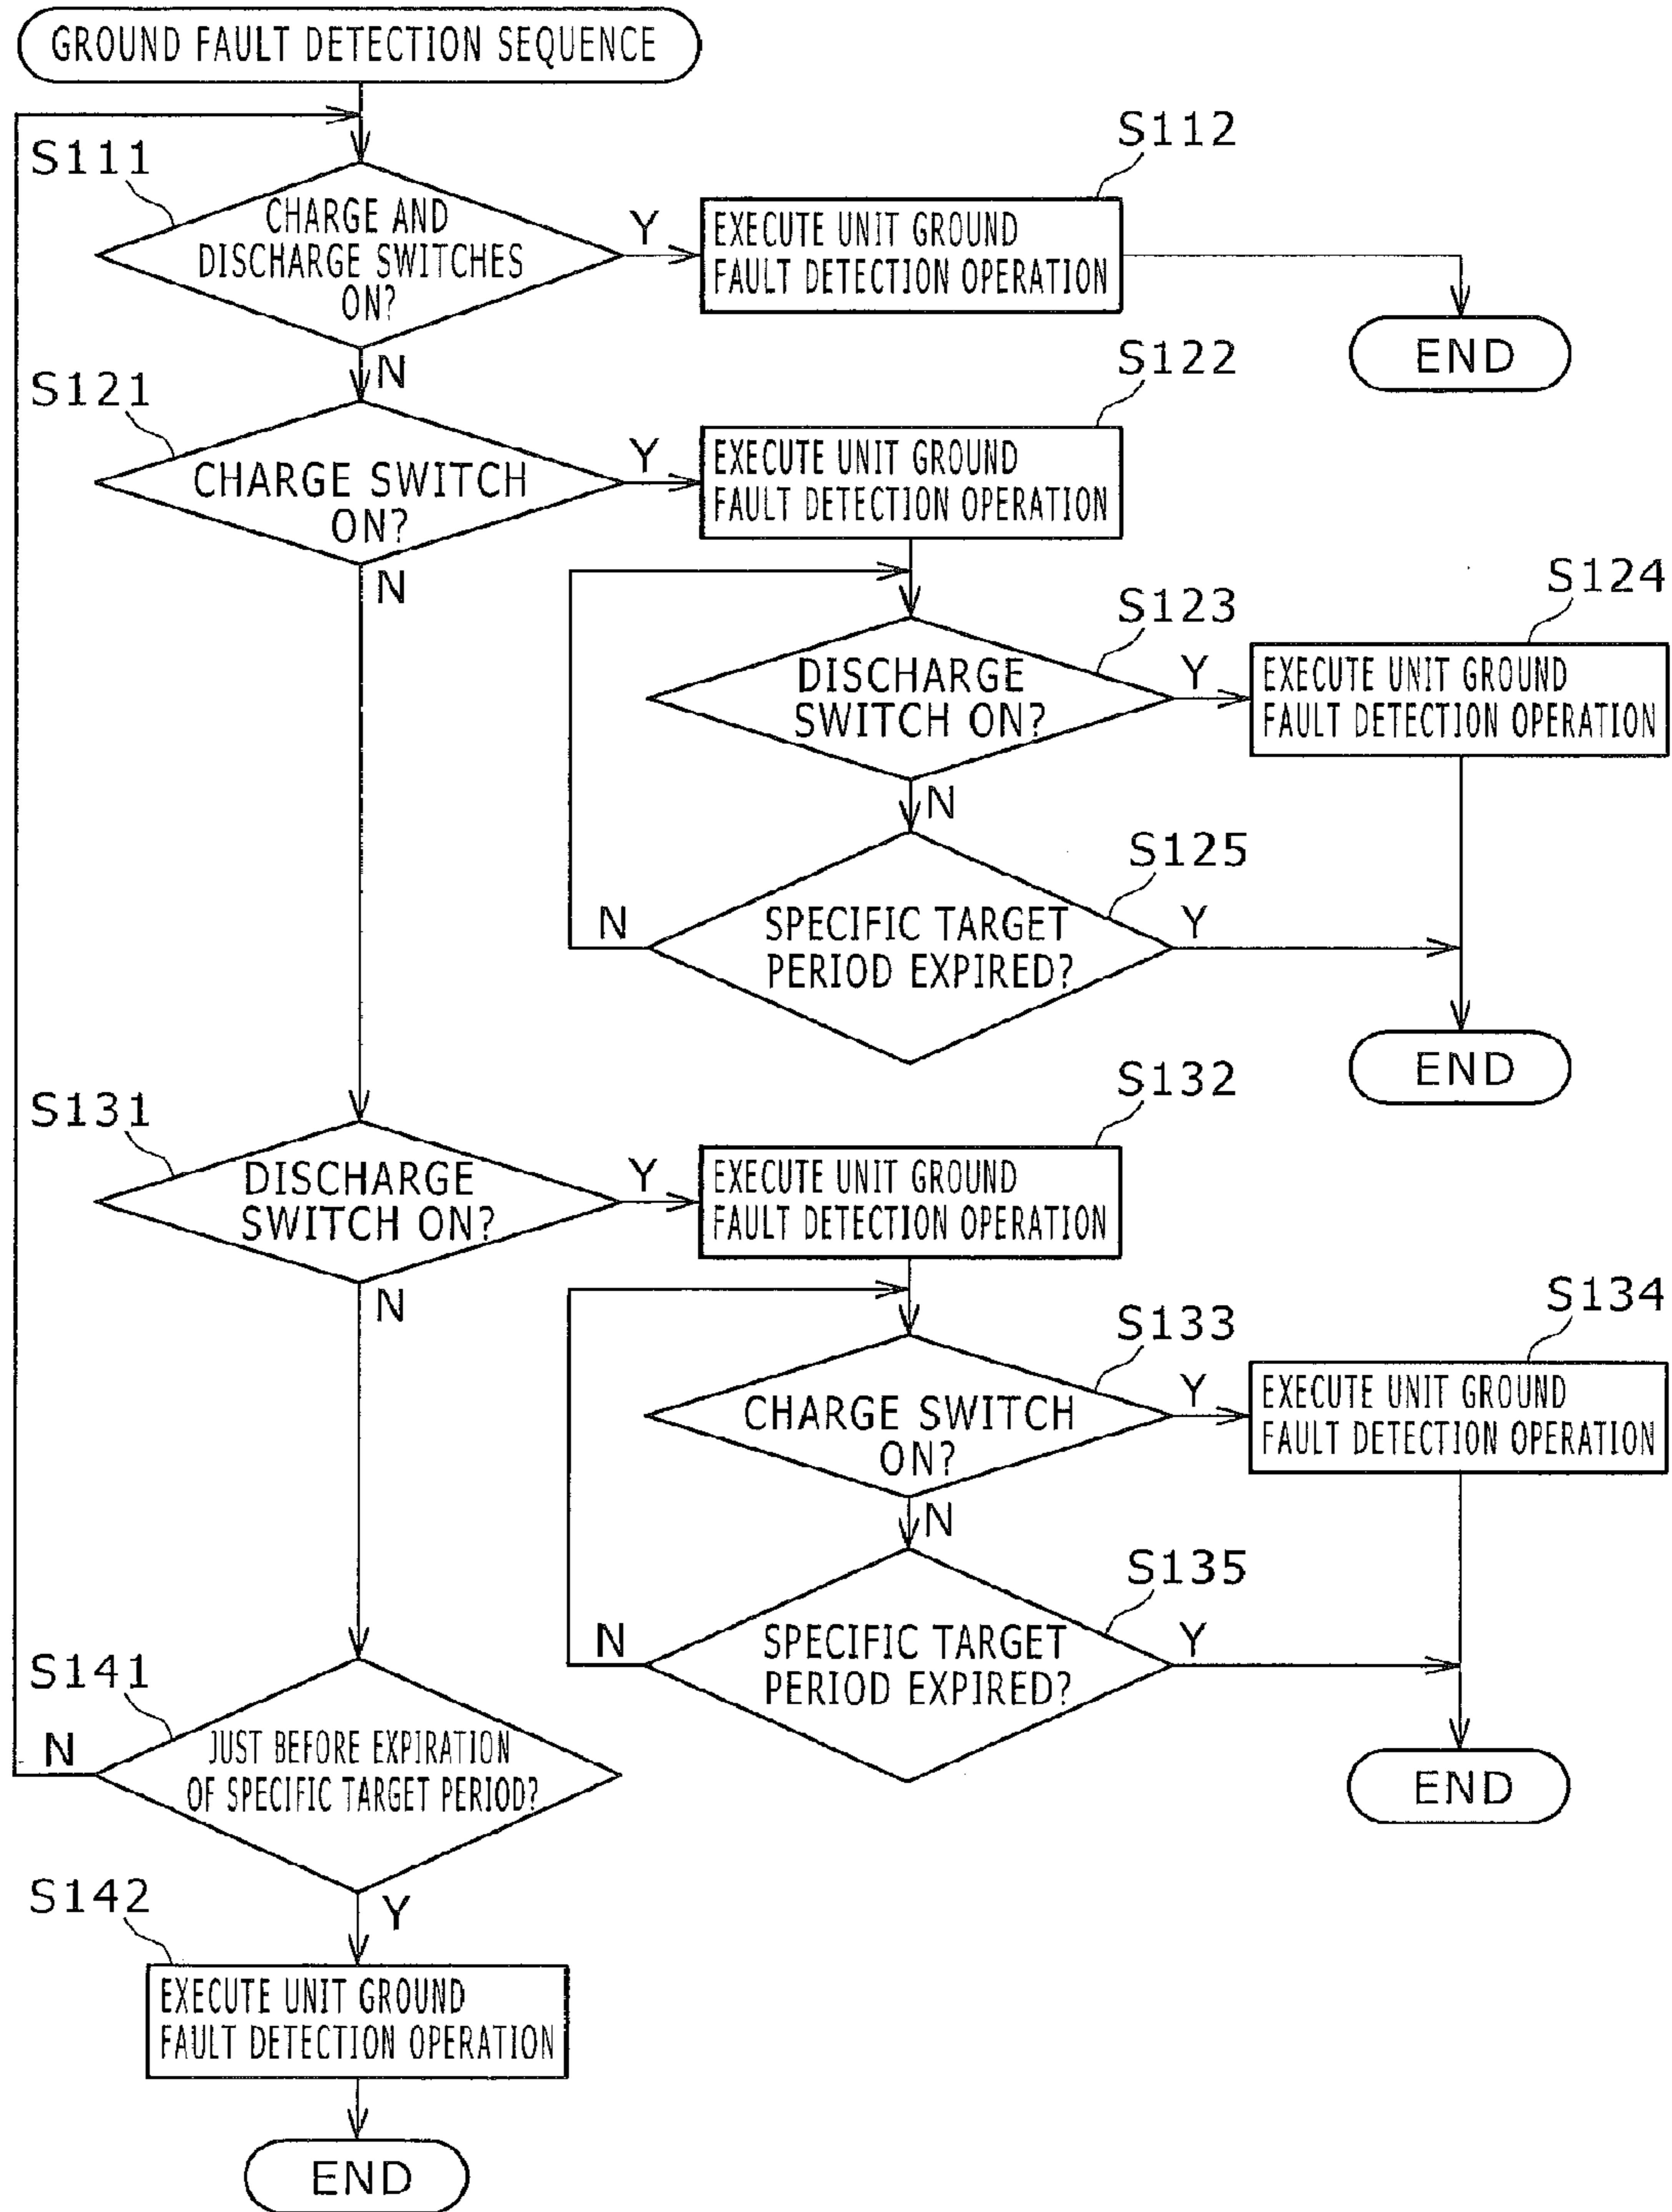 GROUND FAULT DETECTION SEQUENCE
S111
CHARGE AND
DISCHARGE SWITCHES
ON?
Y
S112
EXECUTE UNIT GROUND
FAULT DETECTION OPERATION
END
N
S121
CHARGE SWITCH
ON?
Y
S122
EXECUTE UNIT GROUND
FAULT DETECTION OPERATION
N
S123
DISCHARGE
SWITCH ON?
Y
S124
EXECUTE UNIT GROUND
FAULT DETECTION OPERATION
N
S125
SPECIFIC TARGET
PERIOD EXPIRED?
N
Y
END
S131
DISCHARGE
SWITCH ON?
Y
S132
EXECUTE UNIT GROUND
FAULT DETECTION OPERATION
N
S133
CHARGE SWITCH
ON?
Y
S134
EXECUTE UNIT GROUND
FAULT DETECTION OPERATION
N
S135
SPECIFIC TARGET
PERIOD EXPIRED?
N
Y
END
S141
JUST BEFORE EXPIRATION
OF SPECIFIC TARGET PERIOD?
N
Y
S142
EXECUTE UNIT GROUND
FAULT DETECTION OPERATION
END